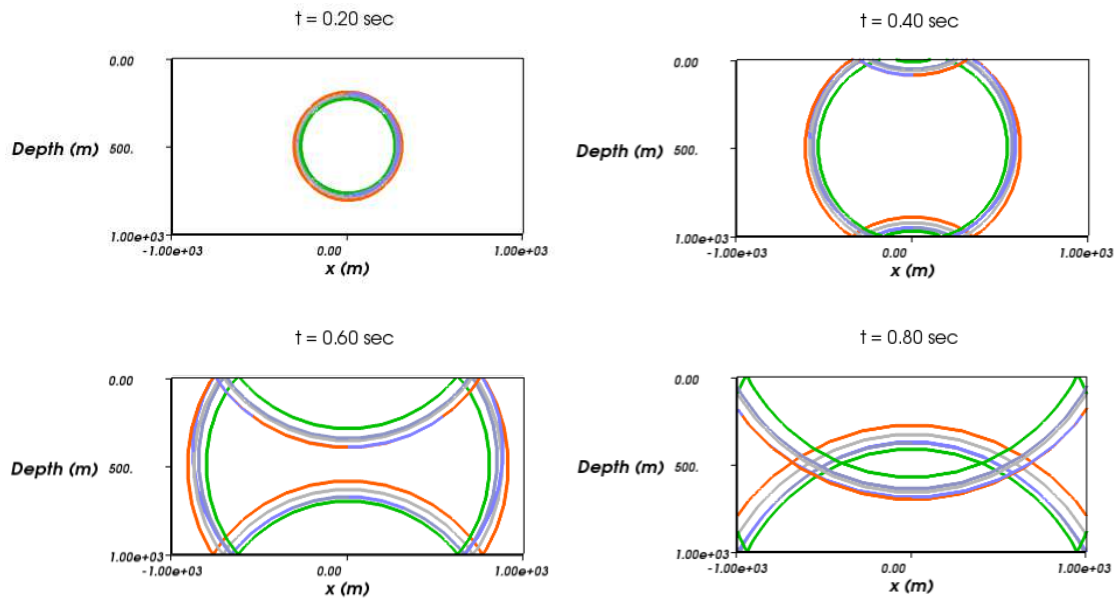 t = 0.20 sec
0.00
Depth (m)
500.
1.00e+03
-1.00e+03
0.00
1.00e+03
x (m)
t = 0.40 sec
0.00
Depth (m)
500.
1.00e+03
-1.00e+03
0.00
1.00e+03
x (m)
t = 0.60 sec
0.00
Depth (m)
500.
1.00e+03
-1.00e+03
0.00
1.00e+03
x (m)
t = 0.80 sec
0.00
Depth (m)
500.
1.00e+03
-1.00e+03
0.00
1.00e+03
x (m)